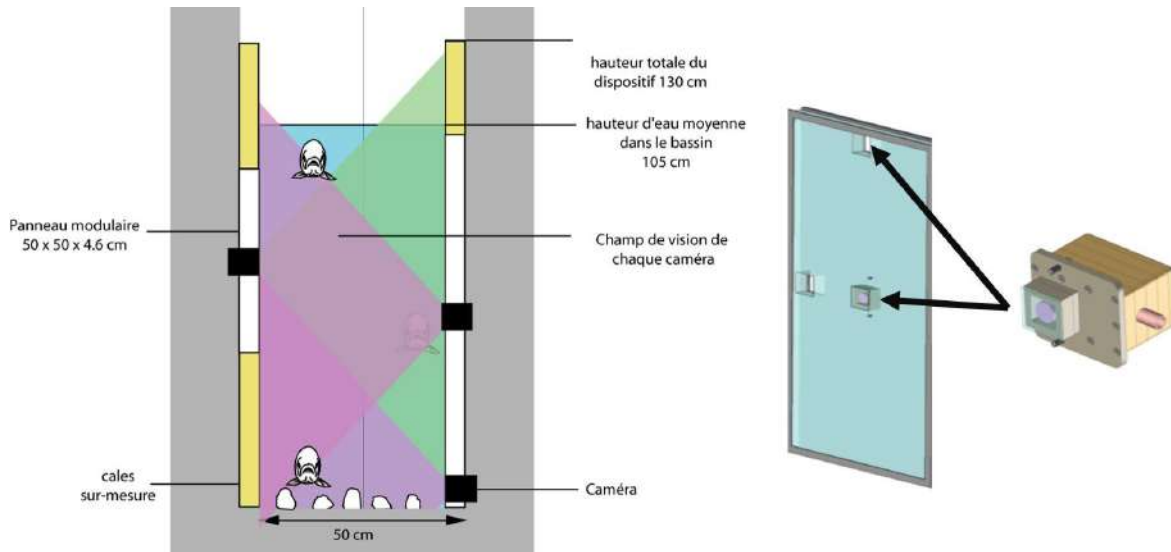 hauteur totale du
dispositif 130 cm
hauteur d'eau moyenne
dans le bassin
105 cm
Panneau modulaire
50 x 50 x 4.6 cm
Champ de vision de
chaque caméra
cales
sur-mesure
Caméra
50 cm